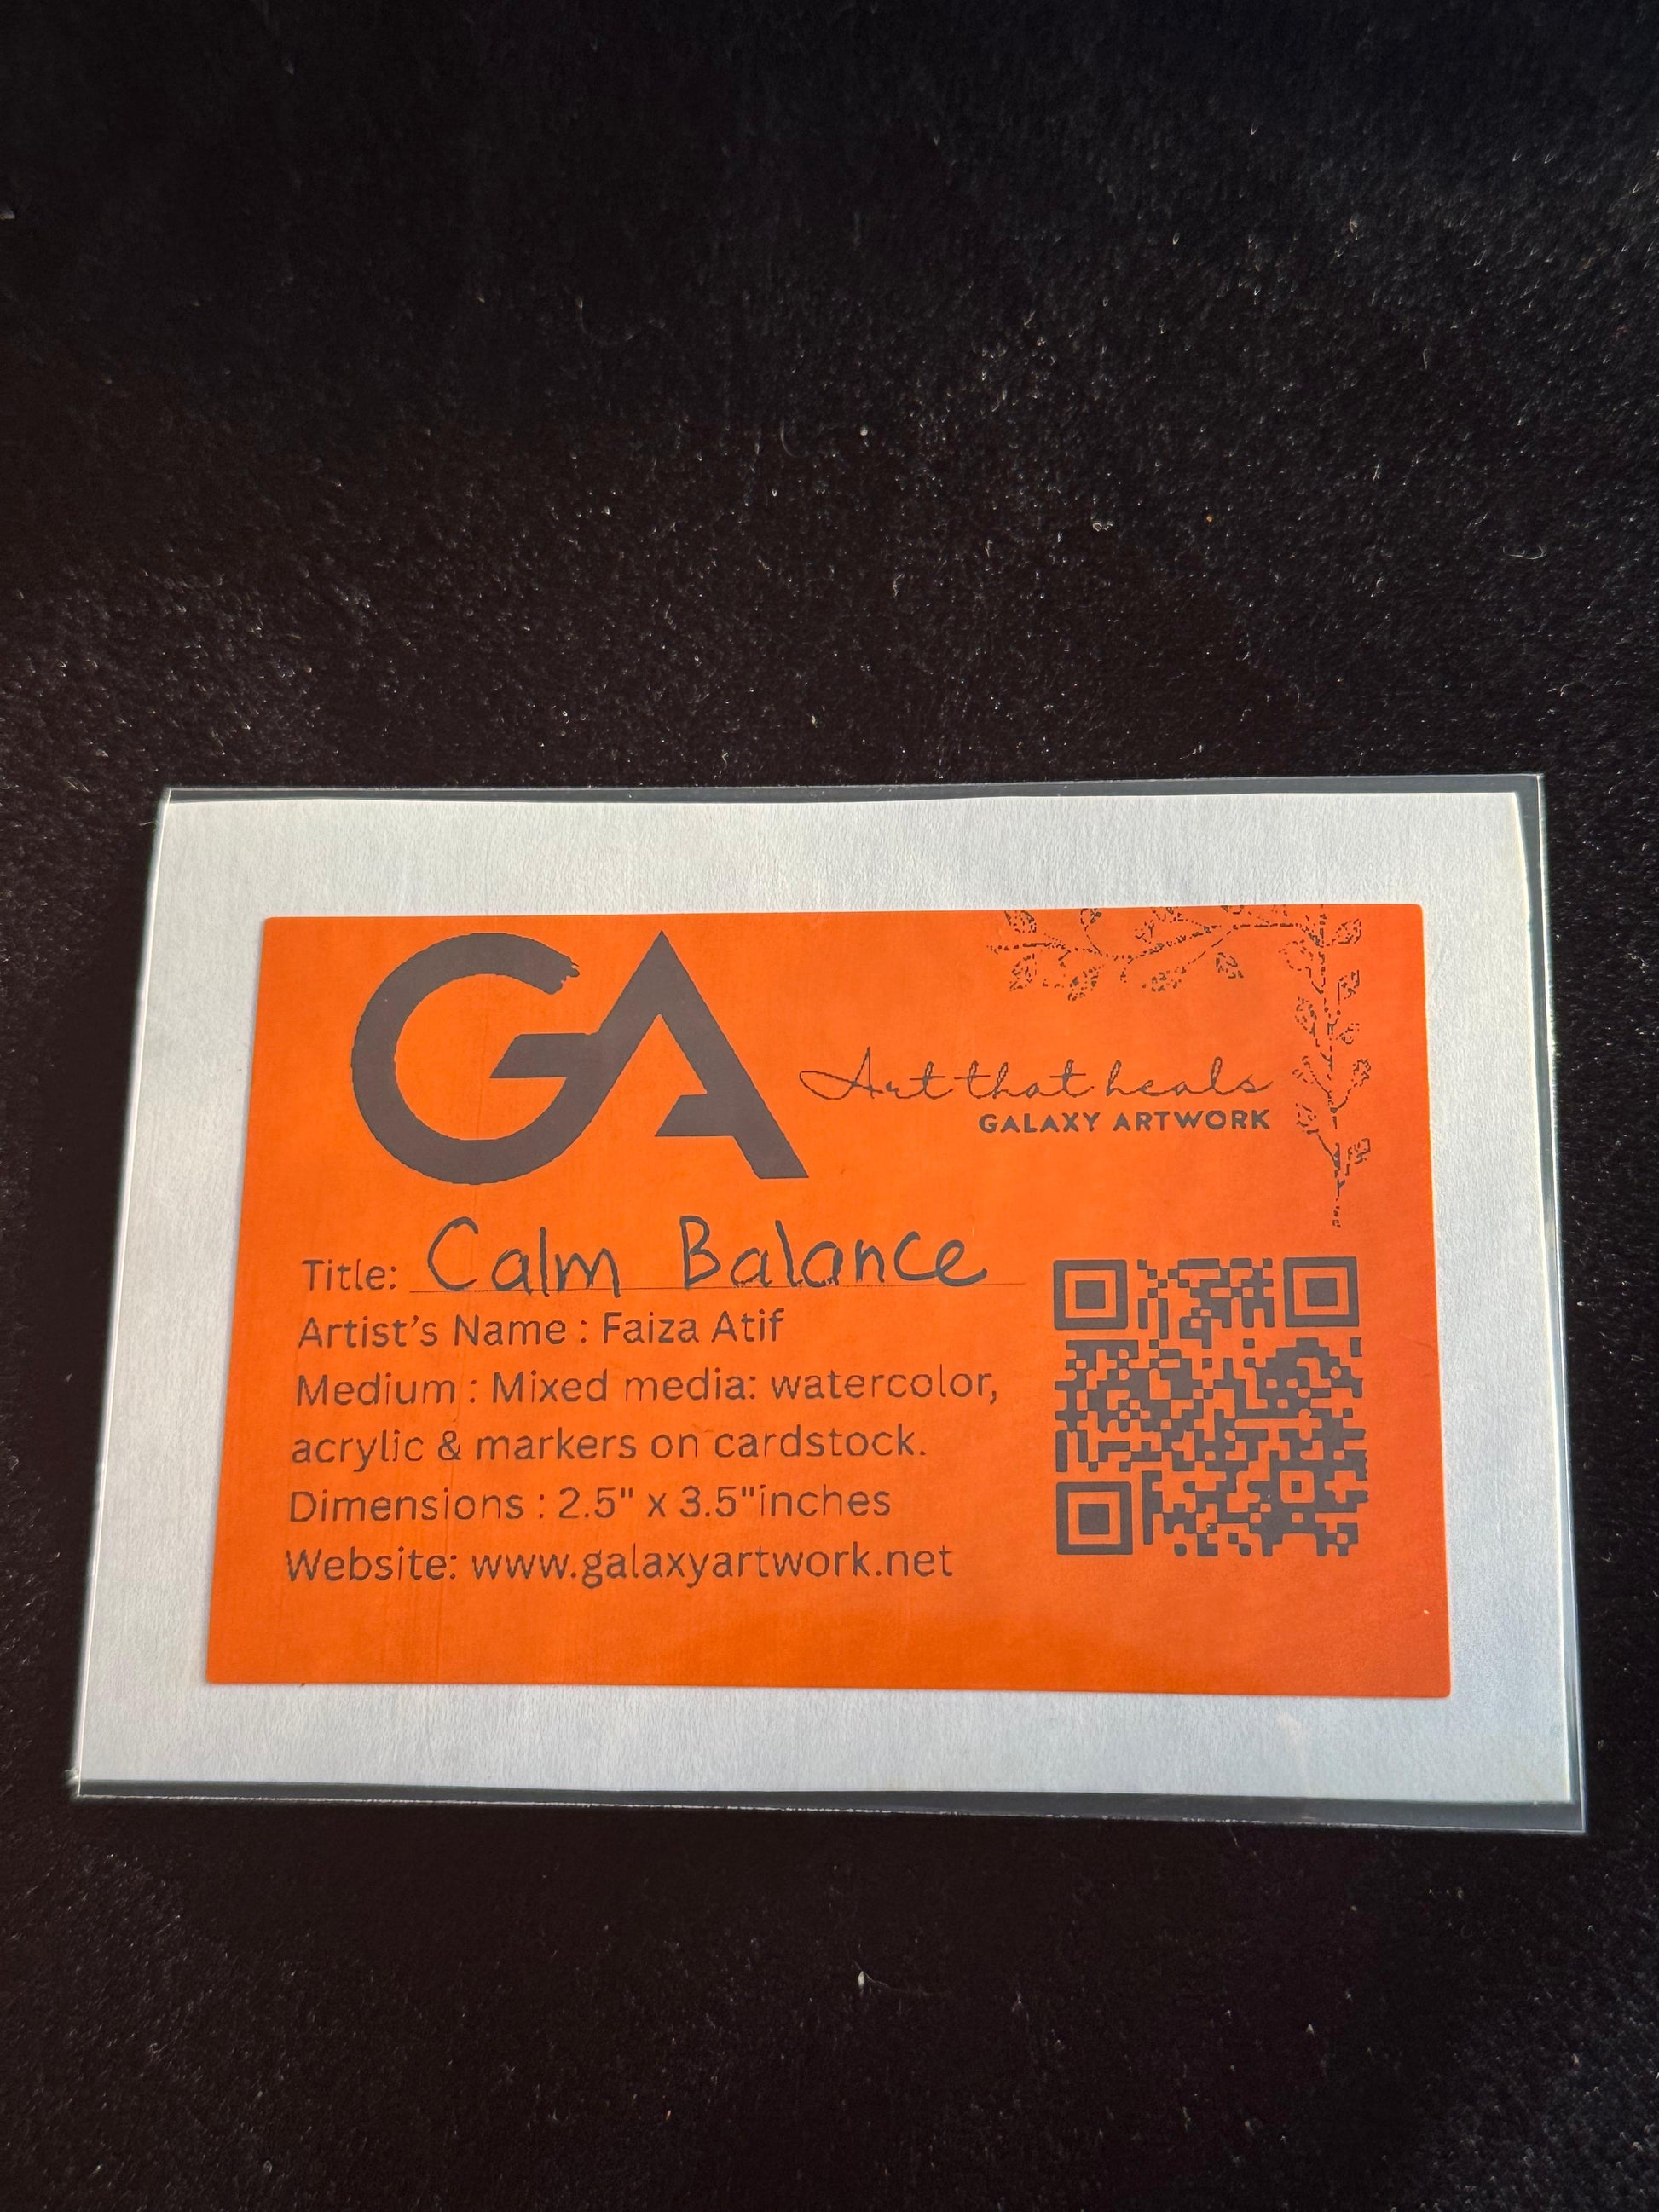 GA
Art that heals
GALAXY ARTWORK
Title: Calm Balance
Artist's Name : Faiza Atif
Medium : Mixed media: watercolor,
acrylic & markers on cardstock.
Dimensions : 2.5" x 3.5"inches
Website: www.galaxyartwork.net